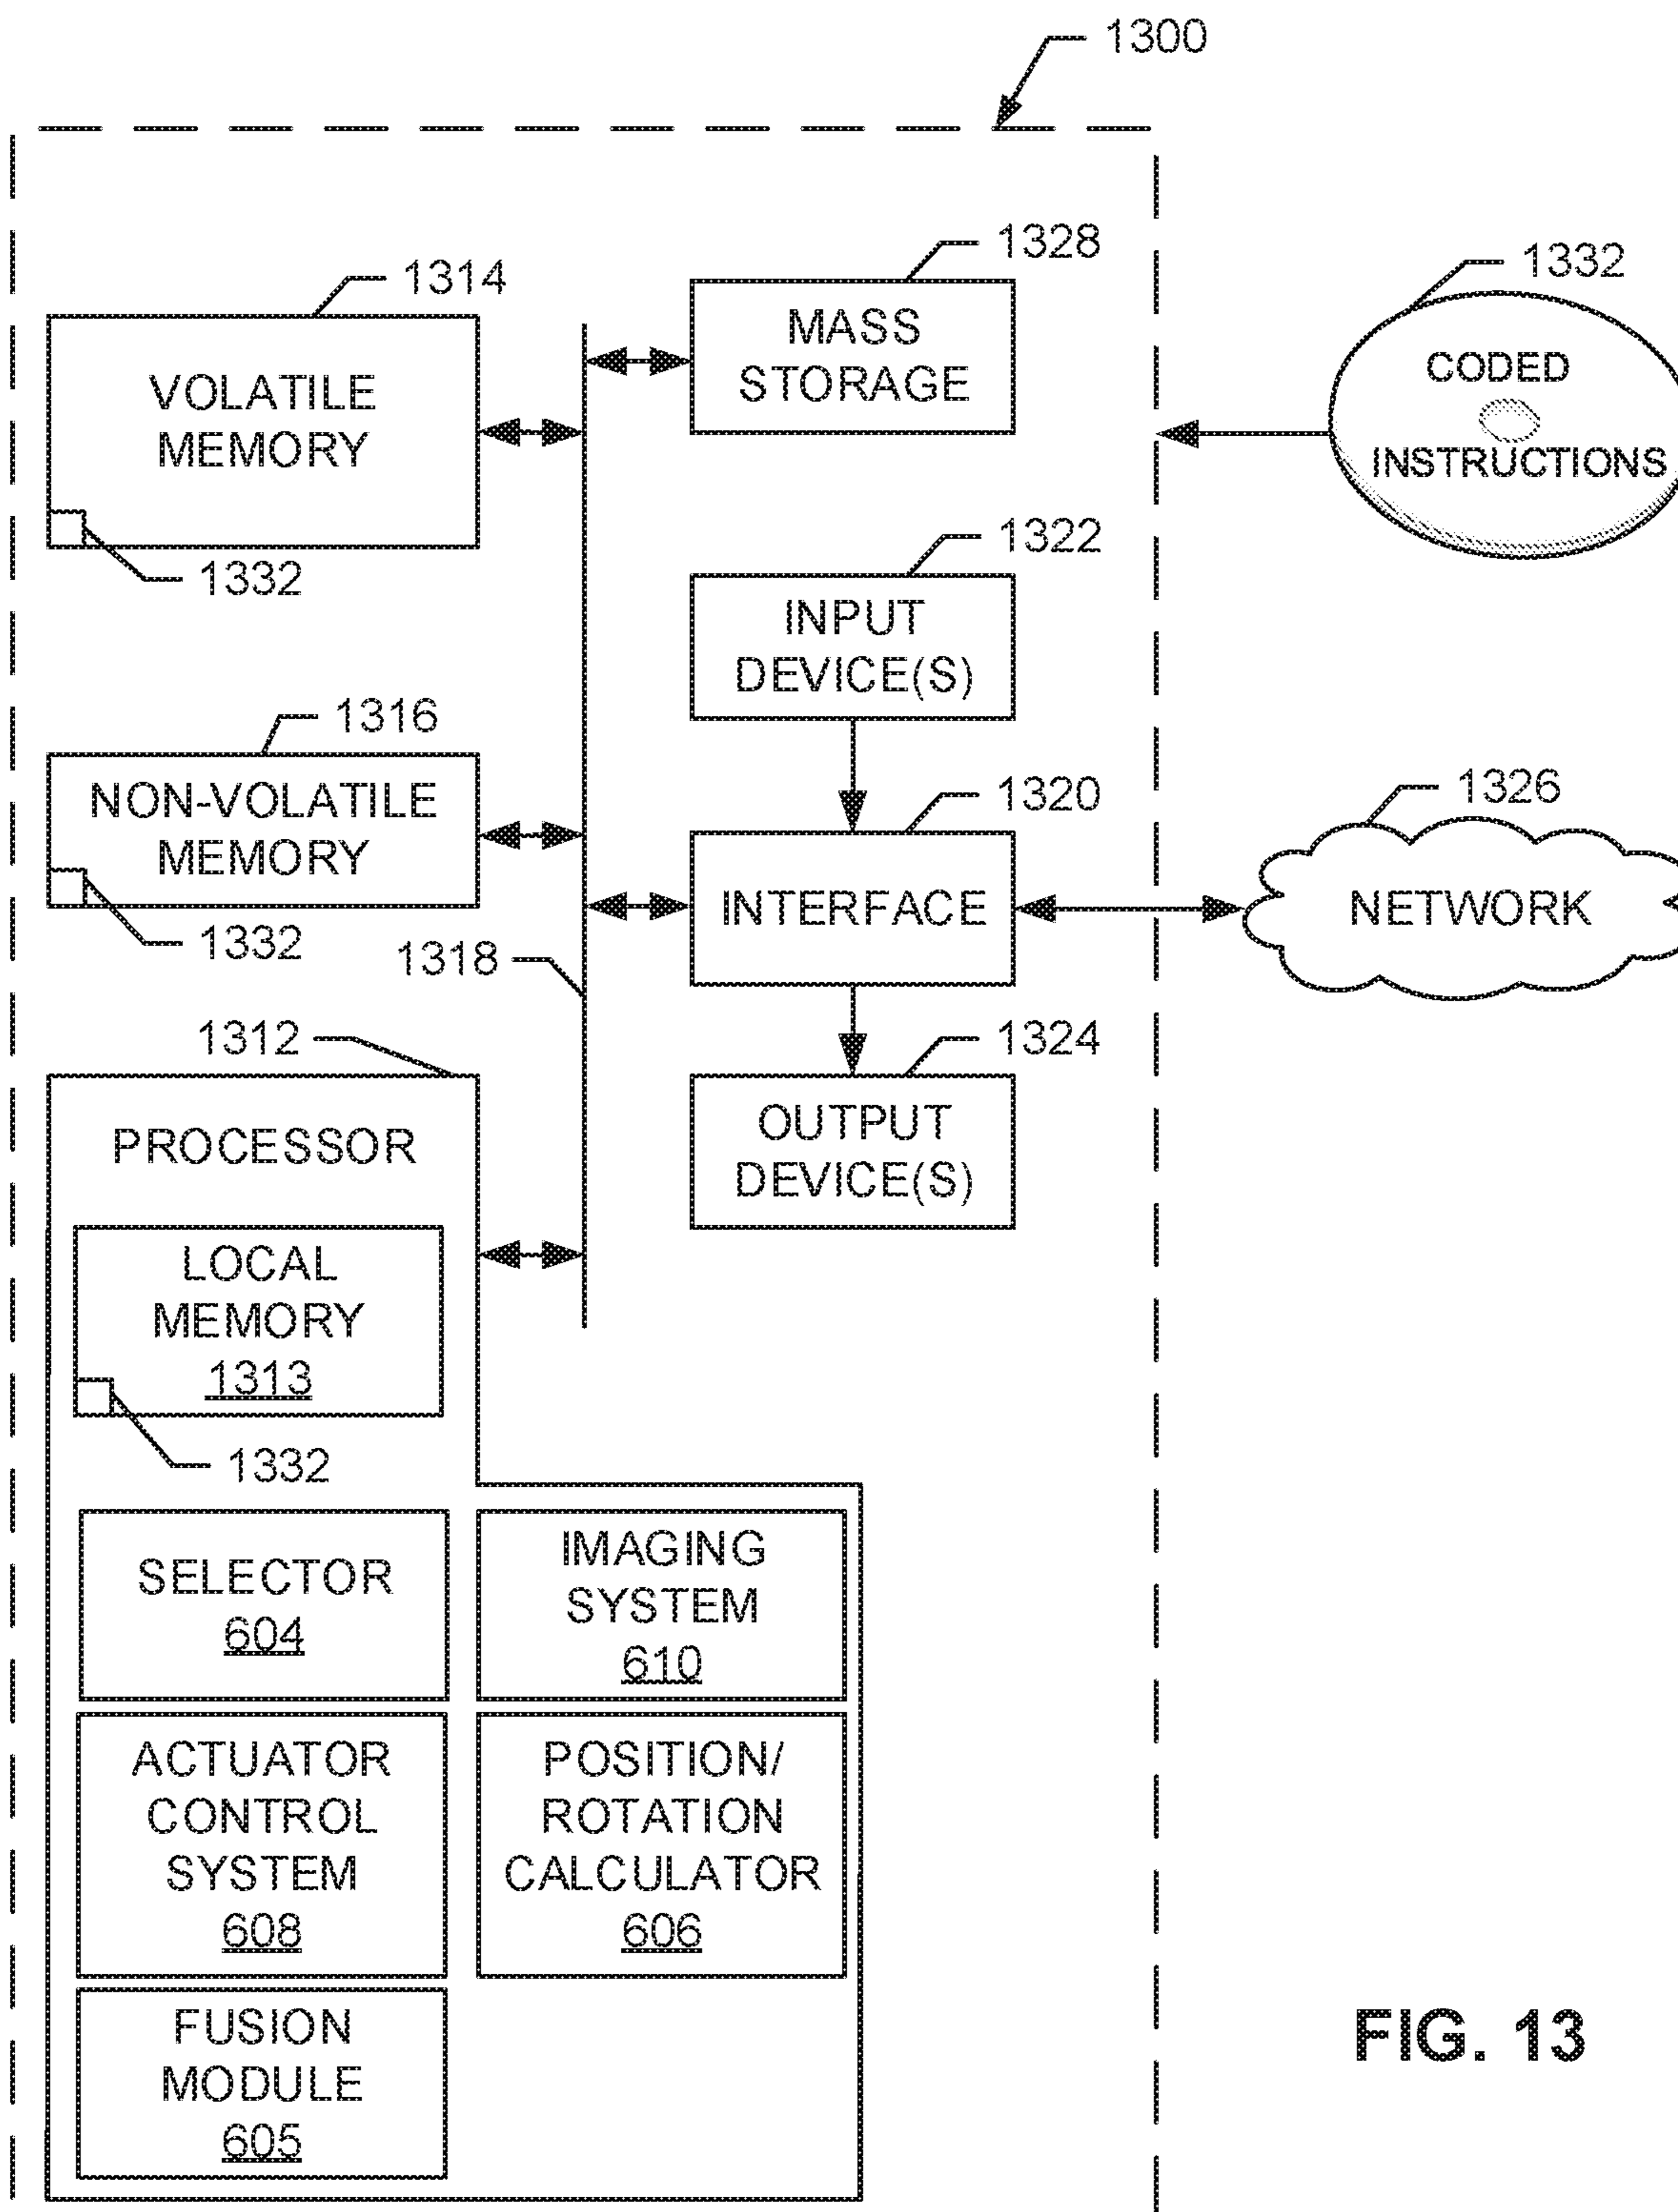 1300
1328
1332
1314
MASS
STORAGE
CODED
INSTRUCTIONS
VOLATILE
MEMORY
1332
1322
INPUT
DEVICE(S)
1316
1320
1326
NON-VOLATILE
MEMORY
INTERFACE
NETWORK
1332
1318
1312
1324
PROCESSOR
OUTPUT
DEVICE(S)
LOCAL
MEMORY
1313
1332
SELECTOR
604
IMAGING
SYSTEM
610
ACTUATOR
CONTROL
SYSTEM
608
POSITION/
ROTATION
CALCULATOR
606
FUSION
MODULE
605
FIG. 13